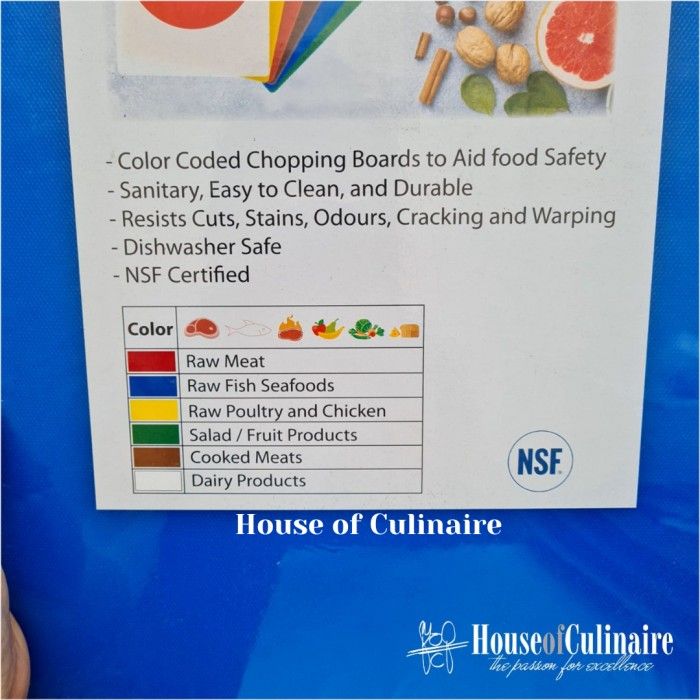 - Color Coded Chopping Boards to Aid food Safety
- Sanitary, Easy to Clean, and Durable
- Resists Cuts, Stains, Odours, Cracking and Warping
- Dishwasher Safe
- NSF Certified
Color
Raw Meat
Raw Fish Seafoods
Raw Poultry and Chicken
Salad / Fruit Products
Cooked Meats
Dairy Products
NSF
House of Culinaire
HouseofCulinaire
the passion for excellence